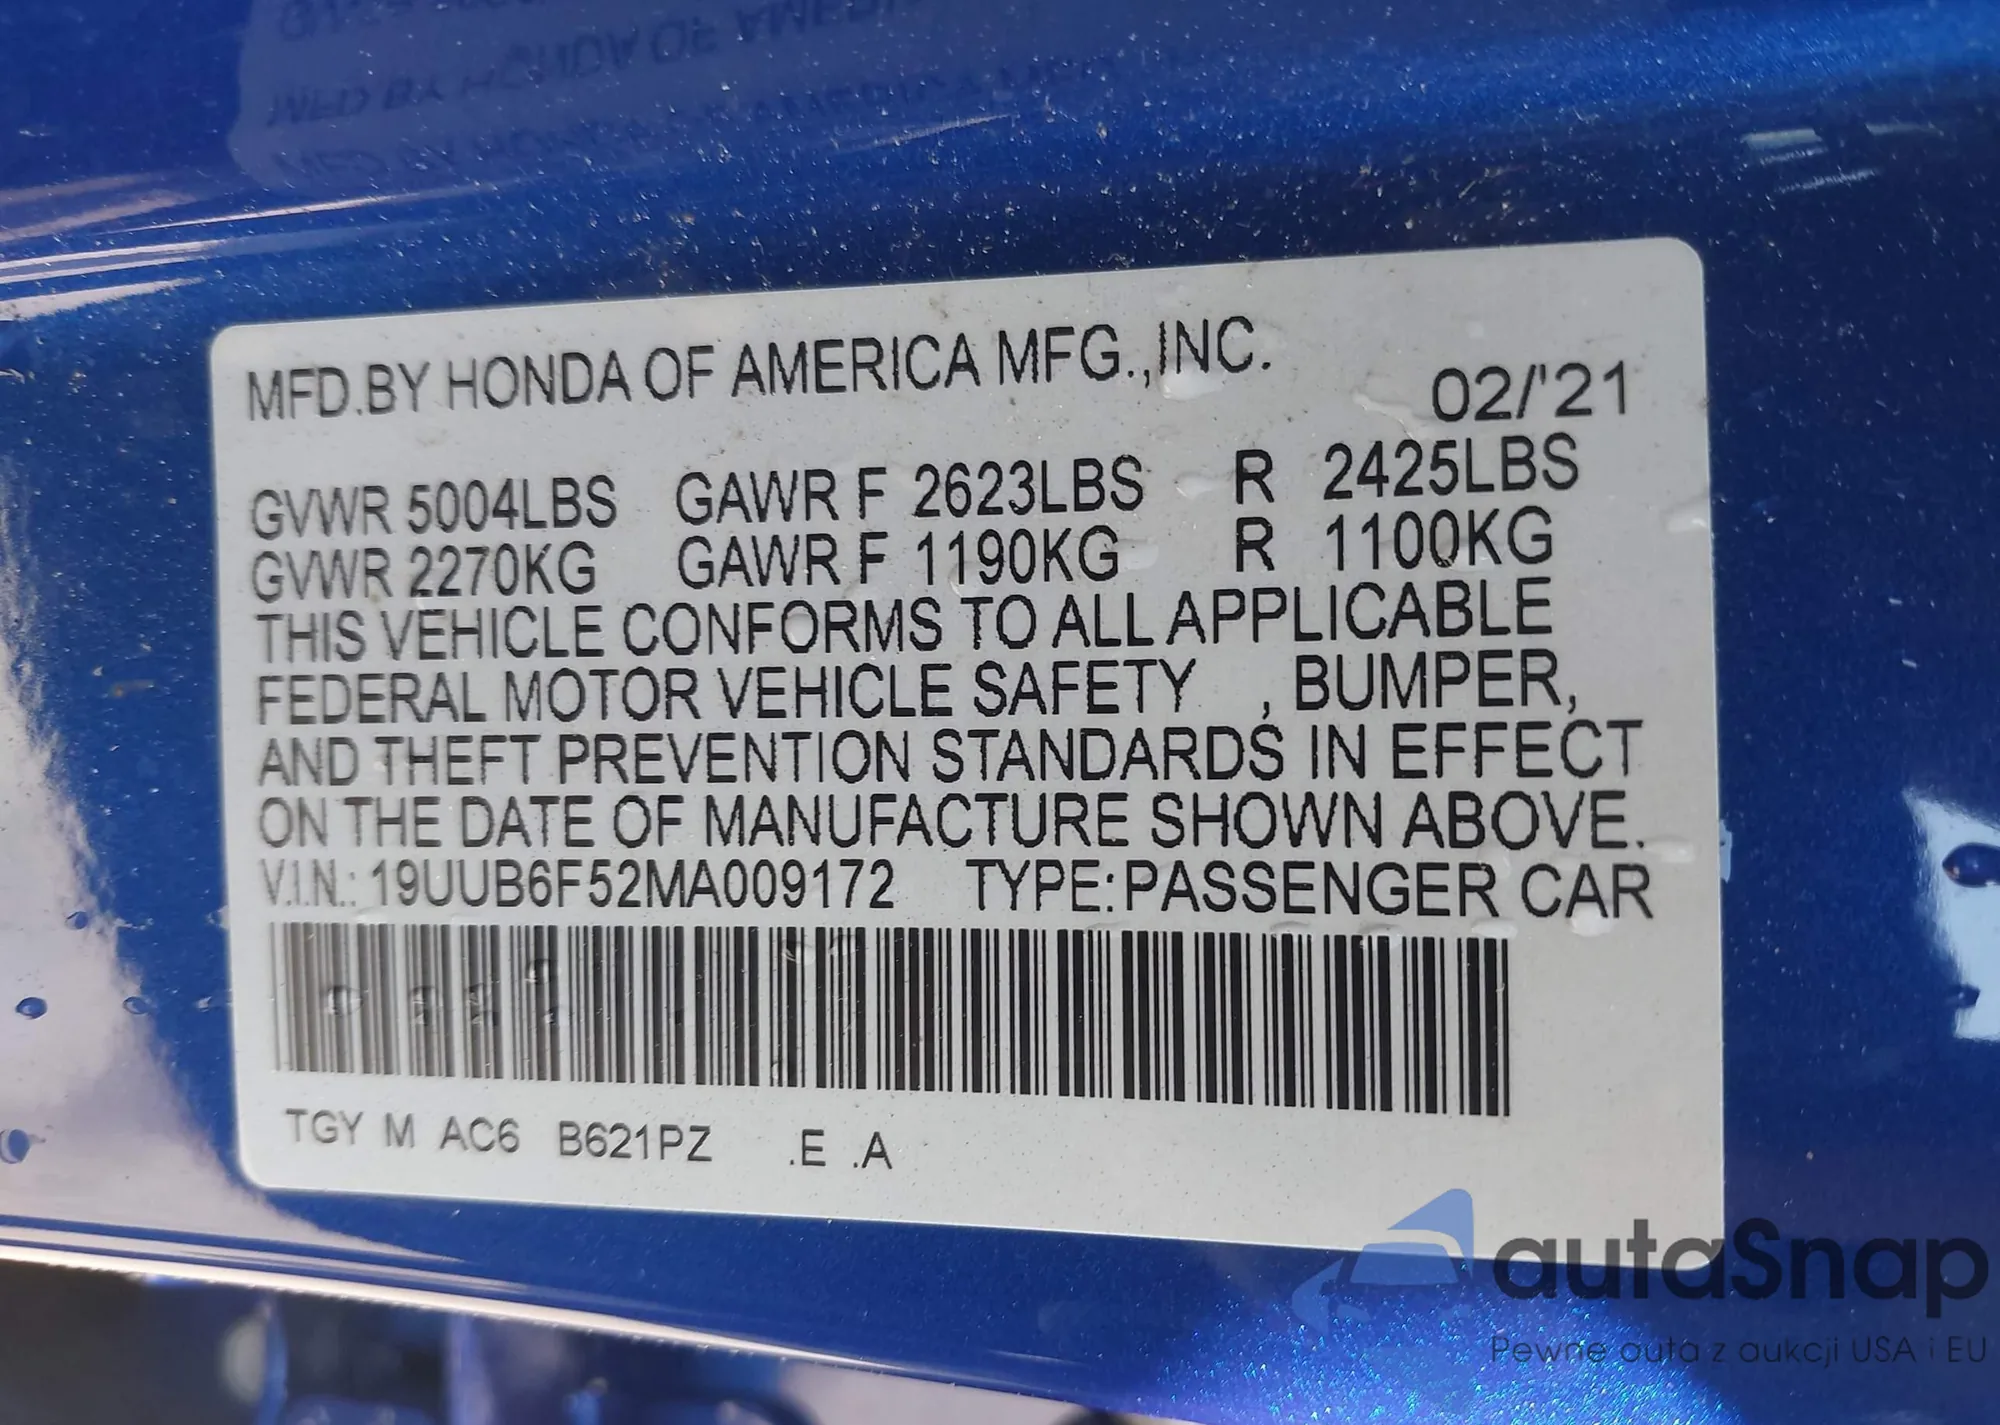 MFD.BY HONDA OF AMERICA MFG.,INC.
02/'21
GVWR 5004LBS GAWR F 2623LBS R 2425LBS
GVWR 2270KG GAWR F 1190KG R 1100KG
THIS VEHICLE CONFORMS TO ALL APPLICABLE
FEDERAL MOTOR VEHICLE SAFETY , BUMPER,
AND THEFT PREVENTION STANDARDS IN EFFECT
ON THE DATE OF MANUFACTURE SHOWN ABOVE.
V.I.N.: 19UUB6F52MA009172 TYPE:PASSENGER CAR
TGY M AC6 B621PZ .E .A
autaSnap
Pewne auta z aukcji USA i EU